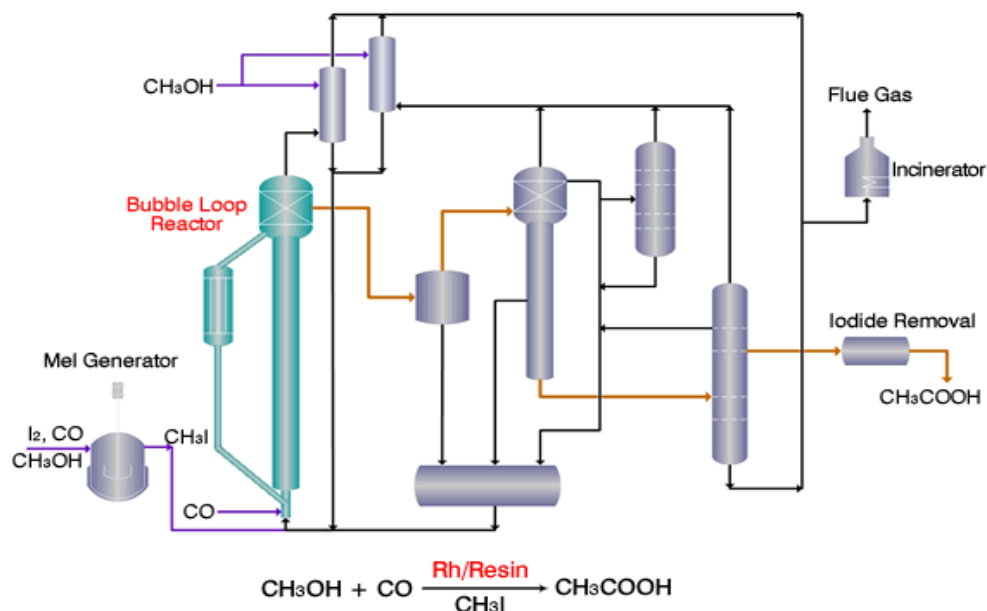 CH₃OH
Flue Gas
Incinerator
Bubble Loop
Reactor
Iodide Removal
MeI Generator
CH₃COOH
I₂, CO
CH₃I
CH₃OH
CO
Rh/Resin
CH₃OH + CO
CH₃COOH
CH₃I